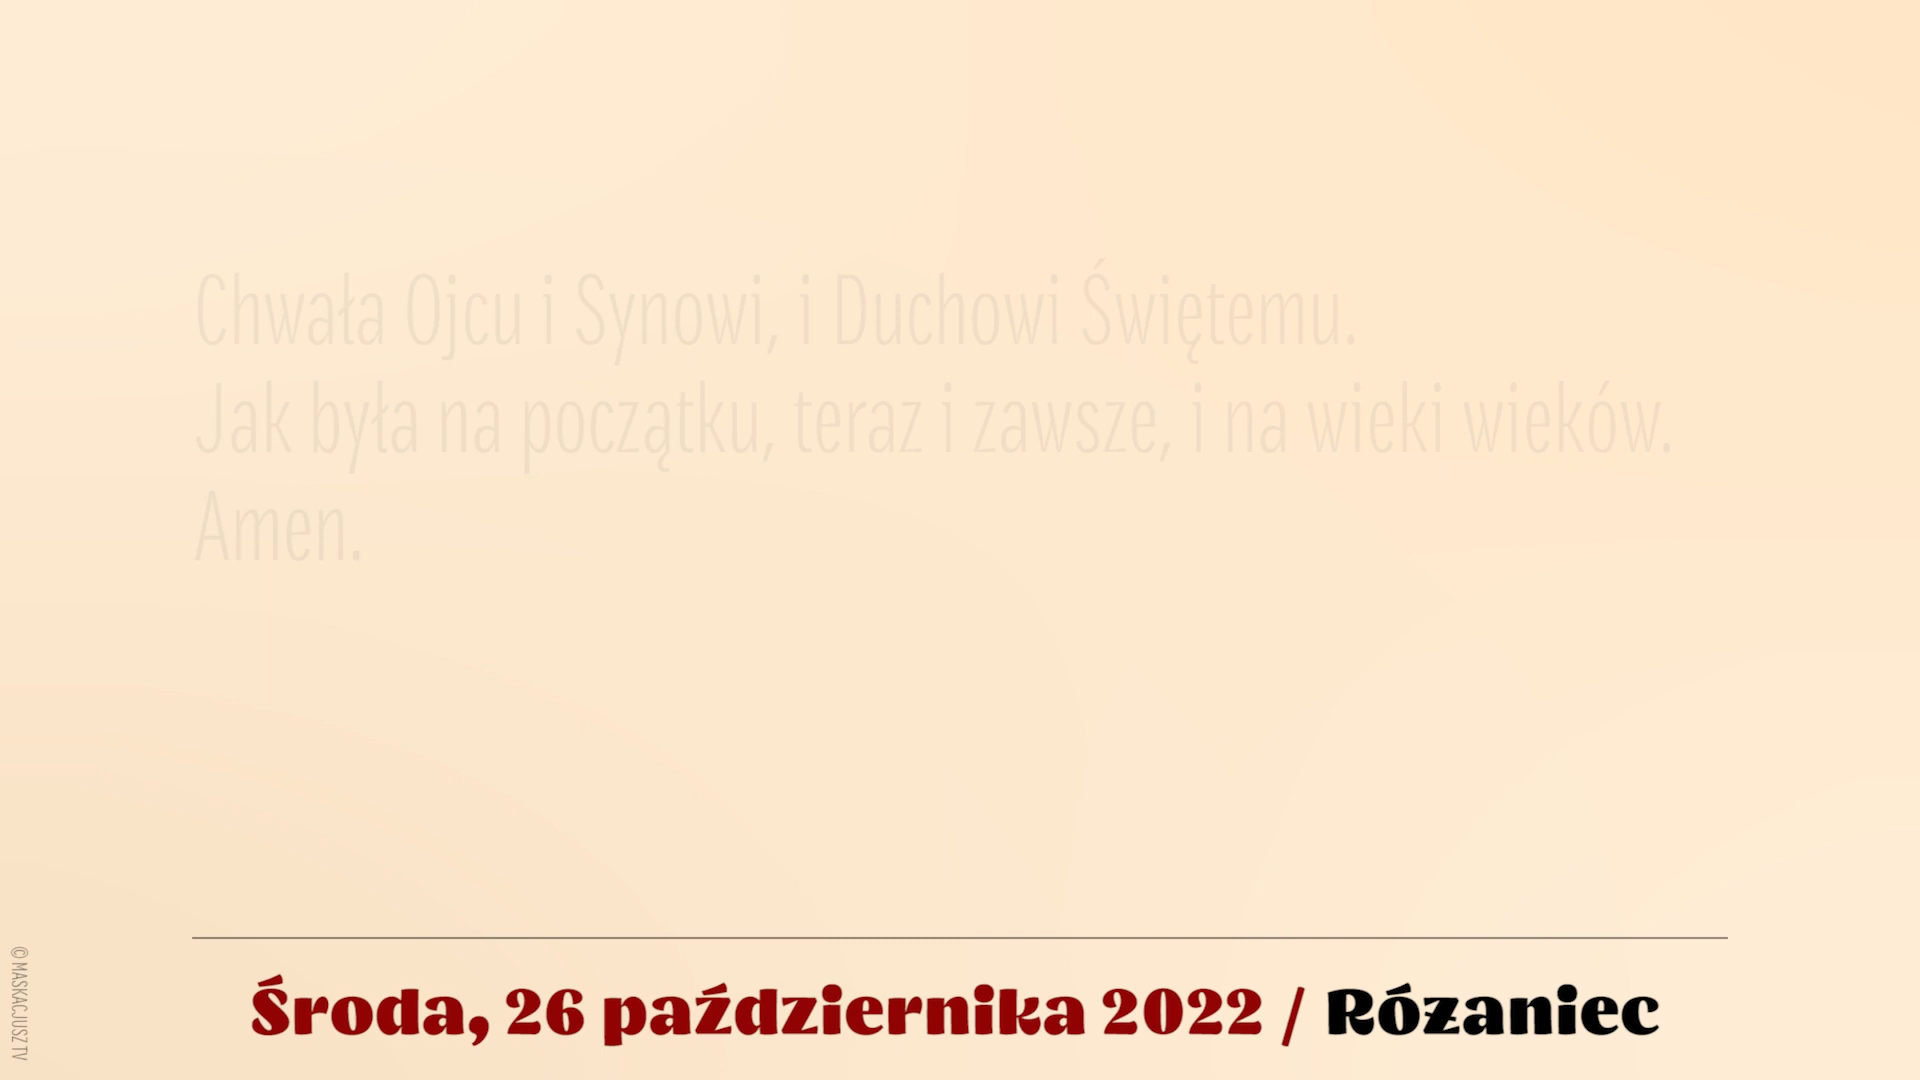 Chwała Ojcu i Synowi, i Duchowi Świętemu.
Jak była na początku, teraz i zawsze, i na wieki wieków.
Amen.
Środa, 26 października 2022 / Różaniec
© MASKACJUSZ TV